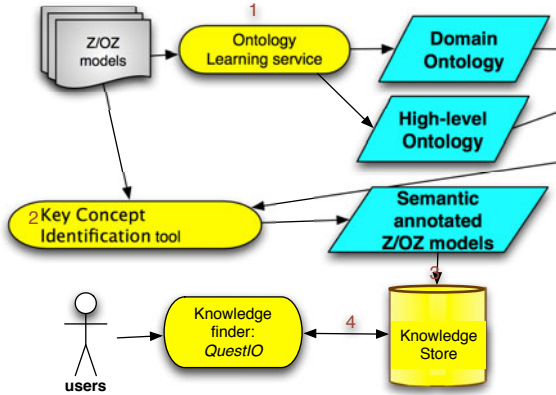 1
Z/OZ
models
Ontology
Learning service
Domain
Ontology
High-level
Ontology
2 Key Concept
Identification tool
Semantic
annotated
Z/OZ models
3
Knowledge
finder:
QuestIO
4
Knowledge
Store
users